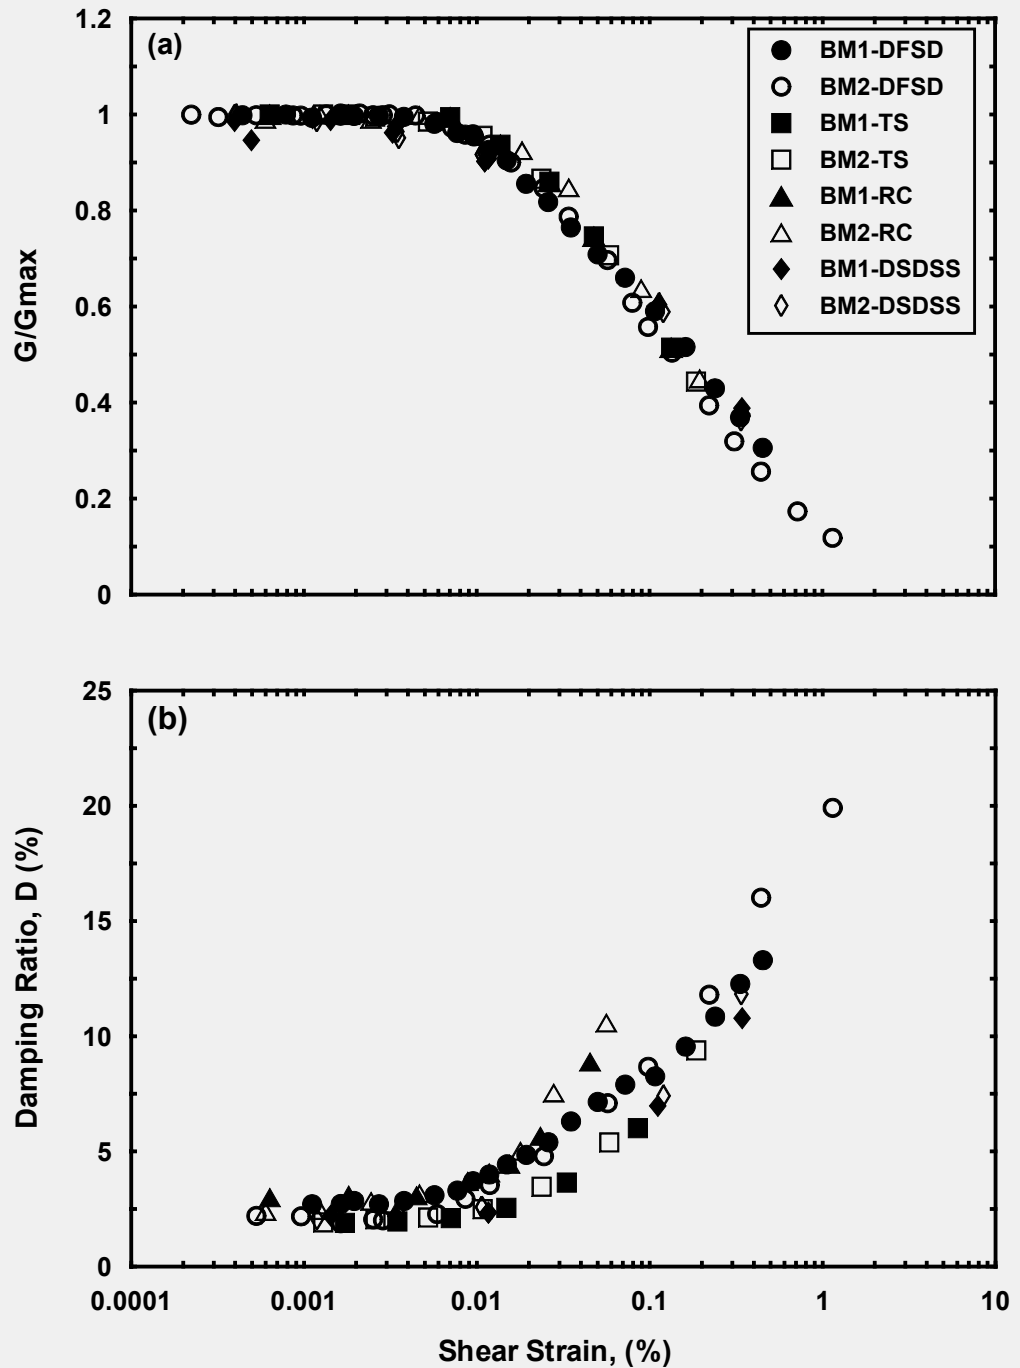 1.2
(a)
BM1-DFSD
BM2-DFSD
BM1-TS
BM2-TS
BM1-RC
BM2-RC
BM1-DSDSS
BM2-DSDSS
1
0.8
0.6
0.4
0.2
0
G/Gmax
25
(b)
20
15
10
5
0
Damping Ratio, D (%)
0.0001 0.001 0.01 0.1 1 10
Shear Strain, (%)